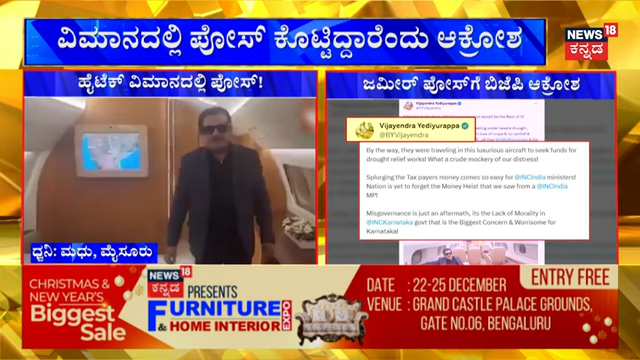 ವಿಮಾನದಲ್ಲಿ ಪೋಸ್ ಕೊಟ್ಟಿದ್ದಾರೆಂದು ಆಕ್ರೋಶ
NEWS 18
ಕನ್ನಡ
ಹೈಟೆಕ್ ವಿಮಾನದಲ್ಲಿ ಪೋಸ್!
ಜಮೀರ್ ಪೋಸ್‌ಗೆ ಬಿಜೆಪಿ ಆಕ್ರೋಶ
Vijayendra Yediyurappa
Vijayendra Yediyurappa
@BYVijayendra
By the way, they were traveling in this luxurious aircraft to seek funds for
drought relief works! What a crude mockery of our distress!
Splurging the Tax payers money comes so easy for @INCIndia ministers!
Nation is yet to forget the Money Heist that we saw from a @INCIndia
MP!
Misgovernance is just an aftermath, its the Lack of Morality in
@INCKarnataka govt that is the Biggest Concern & Worrisome for
Karnataka!
ಧ್ವನಿ: ಮಧು, ಮೈಸೂರು
CHRISTMAS &
NEW YEAR'S
Biggest
Sale
NEWS 18
ಕನ್ನಡ
PRESENTS
FURNITURE
& HOME INTERIOR
EXPO
DATE : 22-25 DECEMBER
VENUE : GRAND CASTLE PALACE GROUNDS,
GATE NO.06, BENGALURU
ENTRY FREE